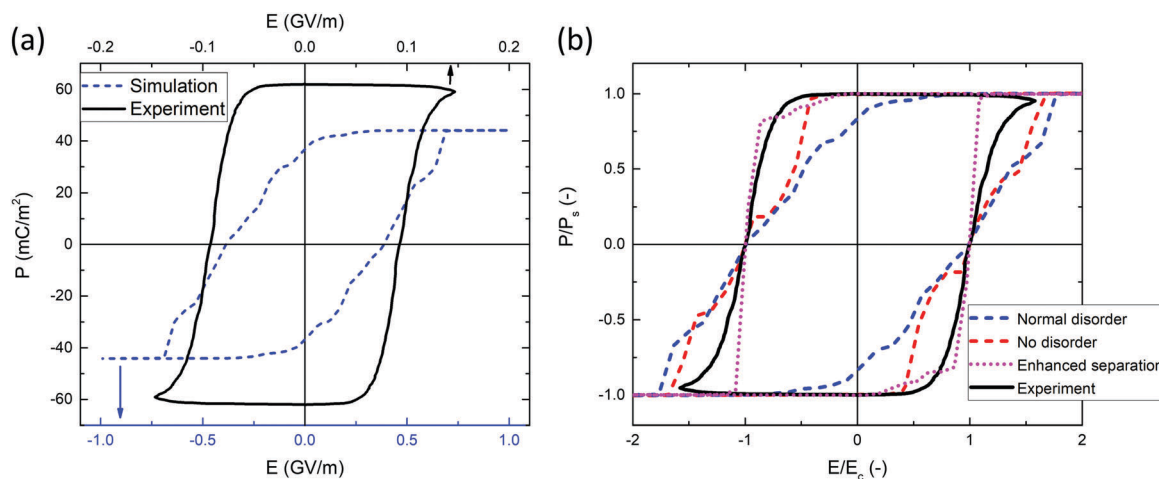 (a)
E (GV/m)
-0.2 -0.1 0.0 0.1 0.2
Simulation
Experiment
P (mC/m²)
60
40
20
0
-20
-40
-60
-1.0 -0.5 0.0 0.5 1.0
E (GV/m)
(b)
P/Pₛ (-)
1.0
0.5
0.0
-0.5
-1.0
Normal disorder
No disorder
Enhanced separation
Experiment
-2 -1 0 1 2
E/E꜀ (-)